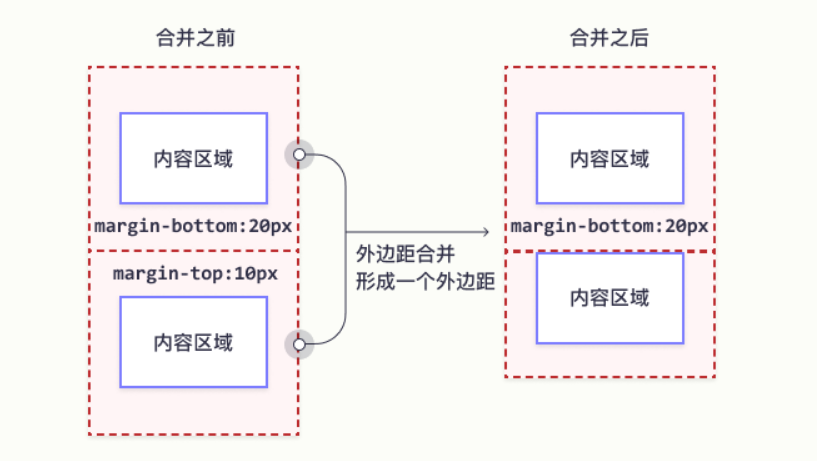 合并之前
合并之后
内容区域
margin-bottom:20px
margin-top:10px
内容区域
外边距合并
形成一个外边距
内容区域
margin-bottom:20px
内容区域